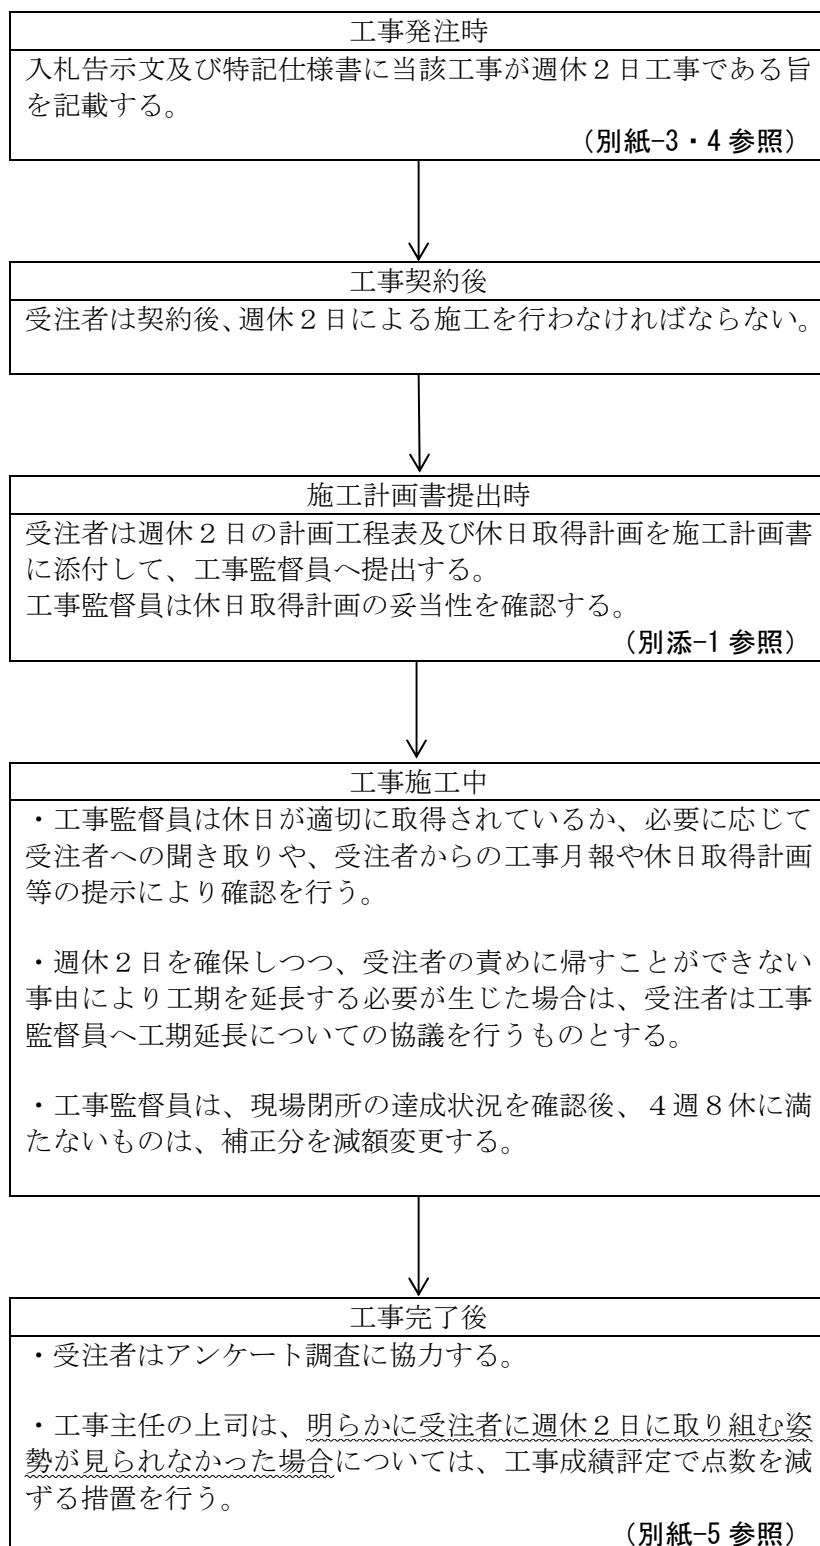 工事発注時
入札告示文及び特記仕様書に当該工事が週休２日工事である旨
を記載する。
（別紙-3・4 参照）
工事契約後
受注者は契約後、週休２日による施工を行わなければならない。
施工計画書提出時
受注者は週休２日の計画工程表及び休日取得計画を施工計画書
に添付して、工事監督員へ提出する。
工事監督員は休日取得計画の妥当性を確認する。
（別添-1 参照）
工事施工中
・工事監督員は休日が適切に取得されているか、必要に応じて
受注者への聞き取りや、受注者からの工事月報や休日取得計画
等の提示により確認を行う。
・週休２日を確保しつつ、受注者の責めに帰すことができない
事由により工期を延長する必要が生じた場合は、受注者は工事
監督員へ工期延長についての協議を行うものとする。
・工事監督員は、現場閉所の達成状況を確認後、４週８休に満
たないものは、補正分を減額変更する。
工事完了後
・受注者はアンケート調査に協力する。
・工事主任の上司は、明らかに受注者に週休２日に取り組む姿
勢が見られなかった場合については、工事成績評定で点数を減
ずる措置を行う。
（別紙-5 参照）